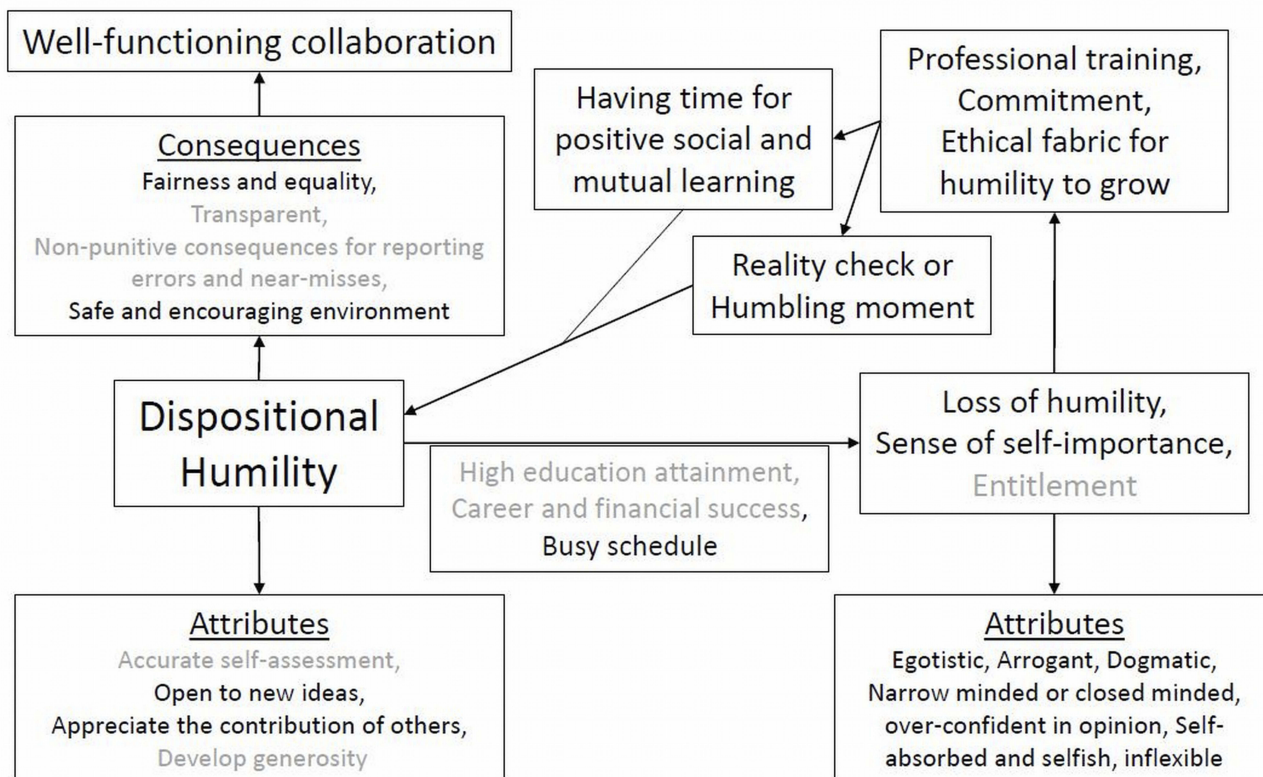 Well-functioning collaboration
Consequences
Fairness and equality,
Transparent,
Non-punitive consequences for reporting
errors and near-misses,
Safe and encouraging environment
Having time for
positive social and
mutual learning
Professional training,
Commitment,
Ethical fabric for
humility to grow
Reality check or
Humbling moment
Dispositional
Humility
High education attainment,
Career and financial success,
Busy schedule
Loss of humility,
Sense of self-importance,
Entitlement
Attributes
Accurate self-assessment,
Open to new ideas,
Appreciate the contribution of others,
Develop generosity
Attributes
Egotistic, Arrogant, Dogmatic,
Narrow minded or closed minded,
over-confident in opinion, Self-
absorbed and selfish, inflexible